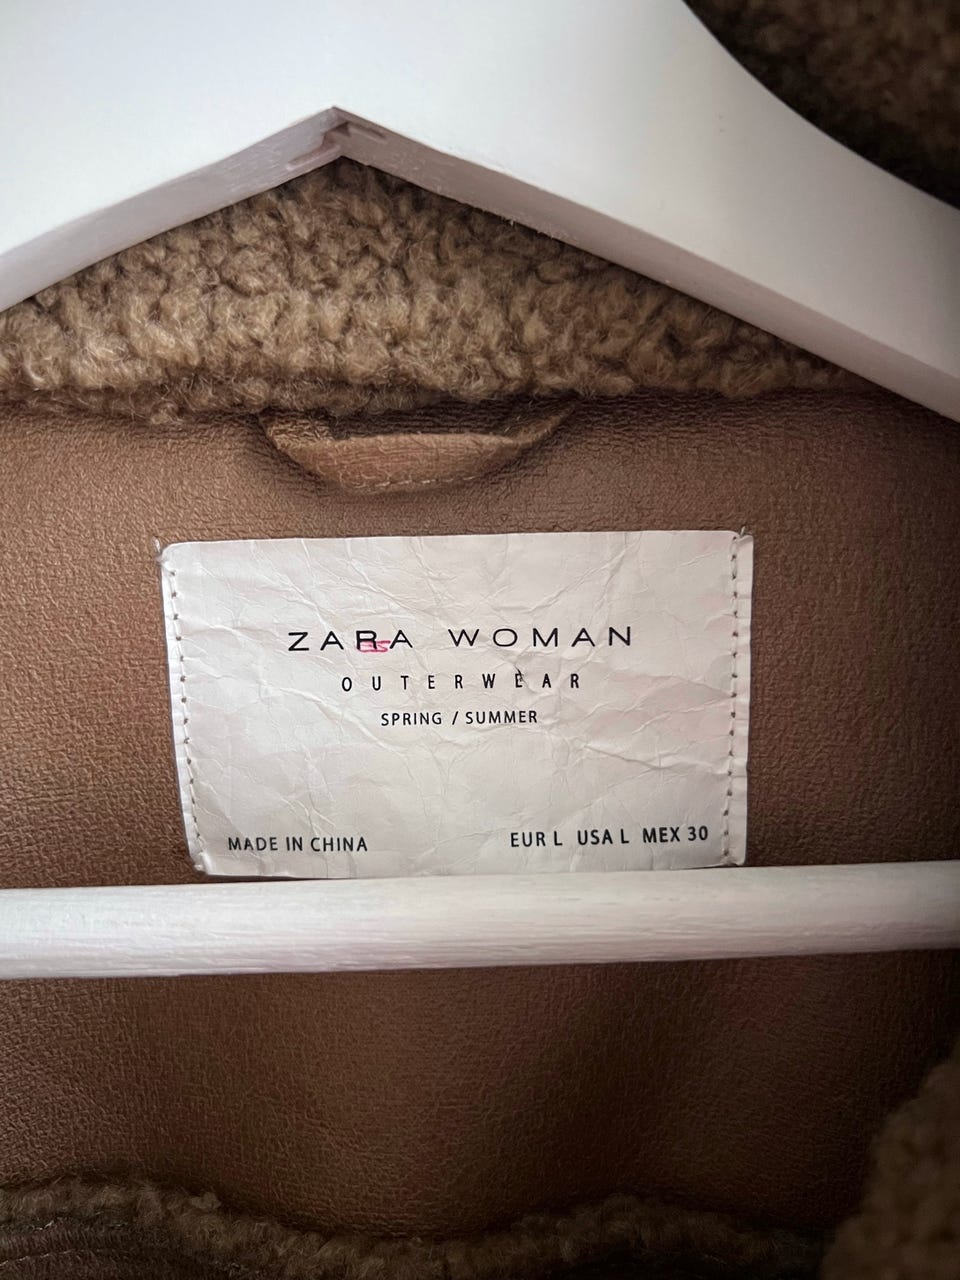 ZARA WOMAN
OUTERWEAR
SPRING / SUMMER
MADE IN CHINA
EUR L USA L MEX 30